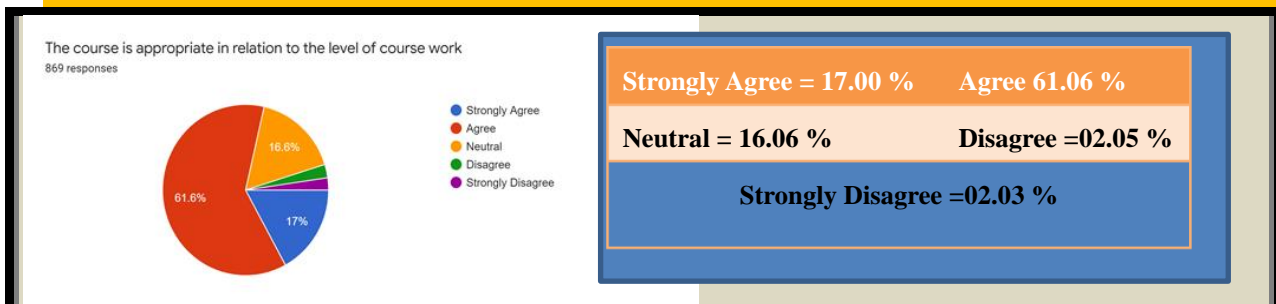 The course is appropriate in relation to the level of course work
869 responses
Strongly Agree
Agree
Neutral
Disagree
Strongly Disagree
16.6%
61.6%
17%
Strongly Agree = 17.00 % Agree 61.06 %
Neutral = 16.06 % Disagree =02.05 %
Strongly Disagree =02.03 %